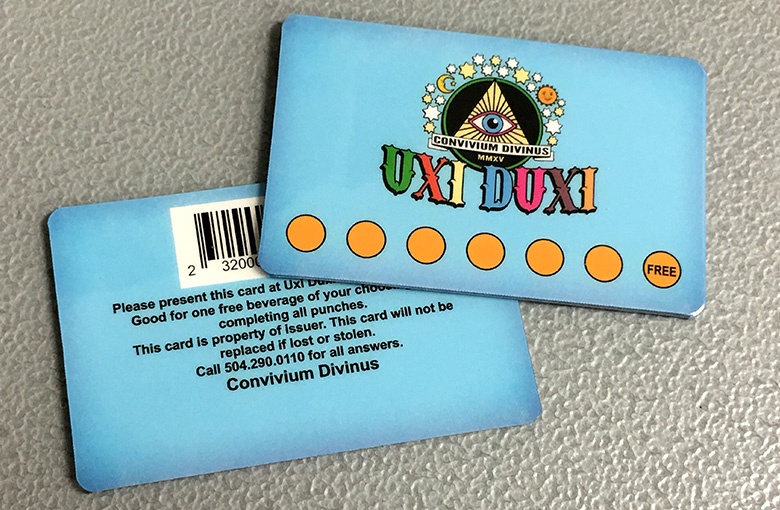 CONVIVIUM DIVINUS
MMXV
UXI DUXI
FREE
2 3200
Please present this card at Uxi
Good for one free beverage of your
completing all punches.
This card is property of issuer. This card will not be
replaced if lost or stolen.
Call 504.290.0110 for all answers.
Convivium Divinus